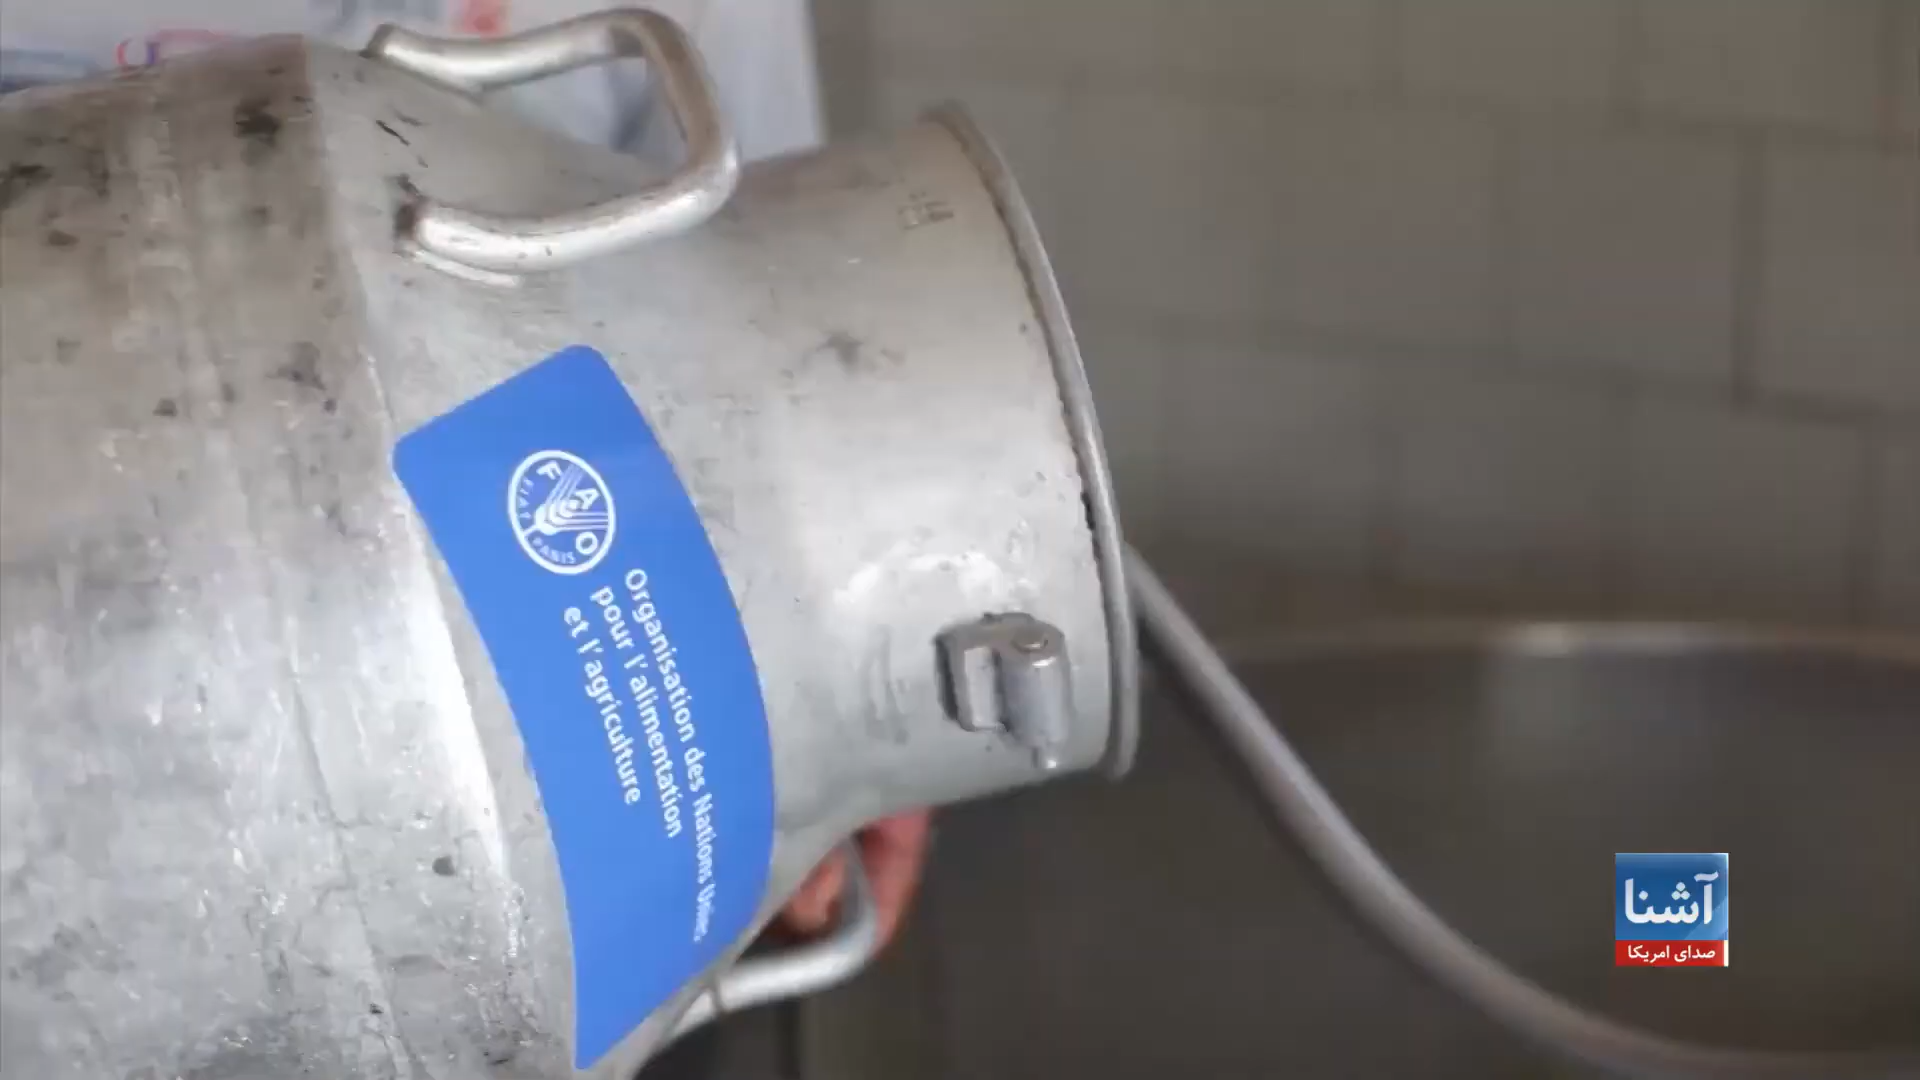 FAO
FIAT
PANIS
Organisation des Nations Unies
pour l'alimentation
et l'agriculture
آشنا
صدای امریکا